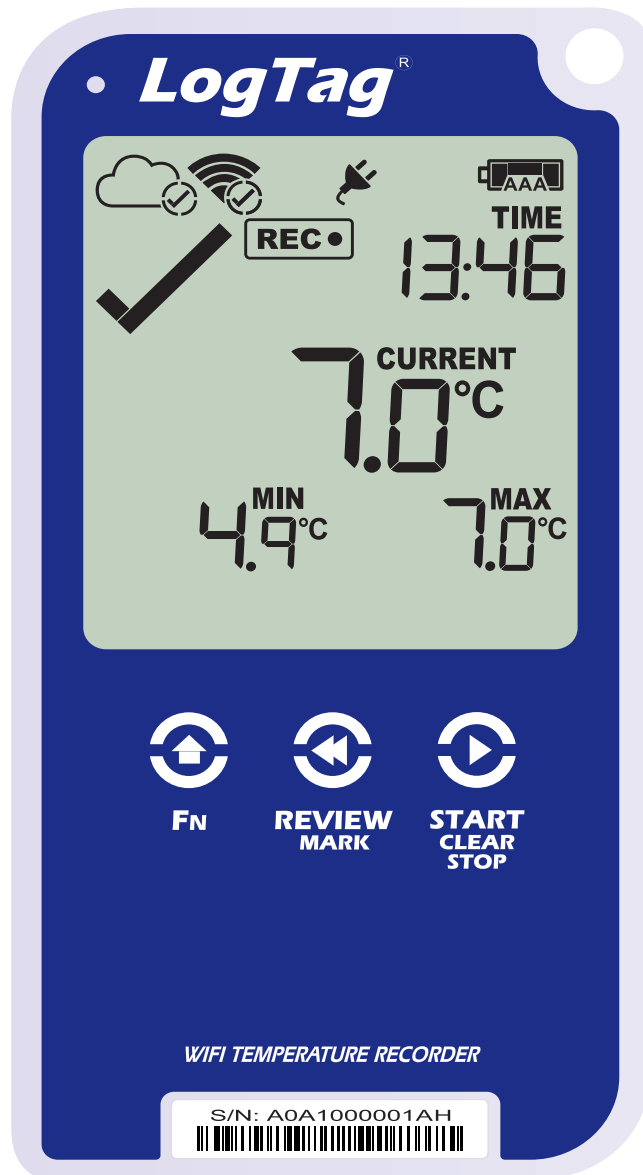 LogTag®
AAA
TIME
REC
13:46
CURRENT
7.0°C
MIN
4.9°C
MAX
7.0°C
FN
REVIEW
MARK
START
CLEAR
STOP
WIFI TEMPERATURE RECORDER
S/N: A0A1000001AH